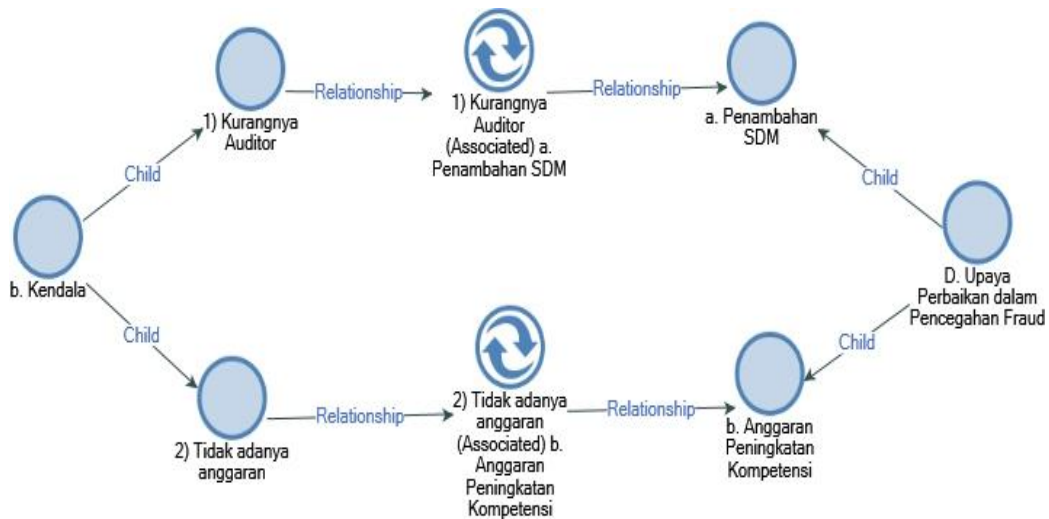 1) Kurangnya
Auditor
Relationship
1) Kurangnya
Auditor
(Associated) a.
Penambahan SDM
Relationship
a. Penambahan
SDM
Child
Child
b. Kendala
D. Upaya
Perbaikan dalam
Pencegahan Fraud
Child
Child
2) Tidak adanya
anggaran
Relationship
2) Tidak adanya
anggaran
(Associated) b.
Anggaran
Peningkatan
Kompetensi
Relationship
b. Anggaran
Peningkatan
Kompetensi